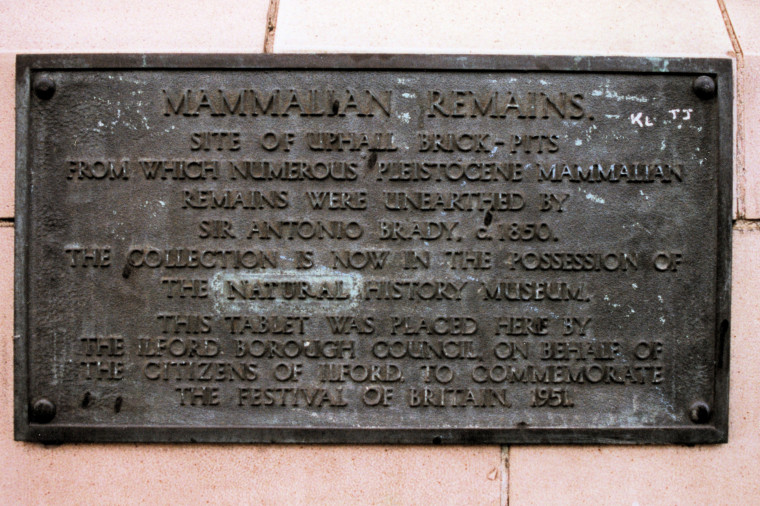 MAMMALIAN REMAINS.
KL TJ
SITE OF UPHALL BRICK-PITS
FROM WHICH NUMEROUS PLEISTOCENE MAMMALIAN
REMAINS WERE UNEARTHED BY
SIR ANTONIO BRADY, c.1850.
THE COLLECTION IS NOW IN THE POSSESSION OF
THE NATURAL HISTORY MUSEUM.
THIS TABLET WAS PLACED HERE BY
THE ILFORD BOROUGH COUNCIL, ON BEHALF OF
THE CITIZENS OF ILFORD, TO COMMEMORATE
THE FESTIVAL OF BRITAIN, 1951.